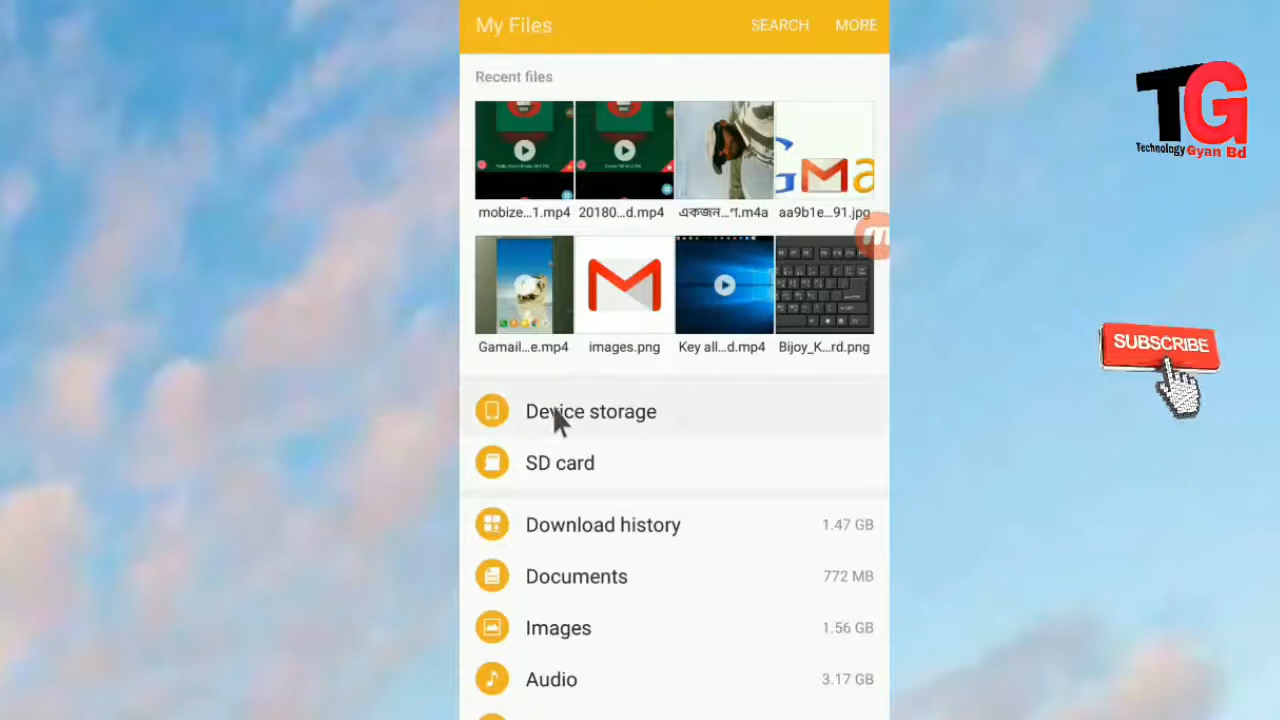 My Files
SEARCH
MORE
TG
Technology Gyan Bd
Recent files
mobize...1.mp4
20180...d.mp4
একজন...ণ.m4a
aa9b1e...91.jpg
Gamail...e.mp4
images.png
Key all...d.mp4
Bijoy_K...rd.png
SUBSCRIBE
Device storage
SD card
Download history
1.47 GB
Documents
772 MB
Images
1.56 GB
Audio
3.17 GB